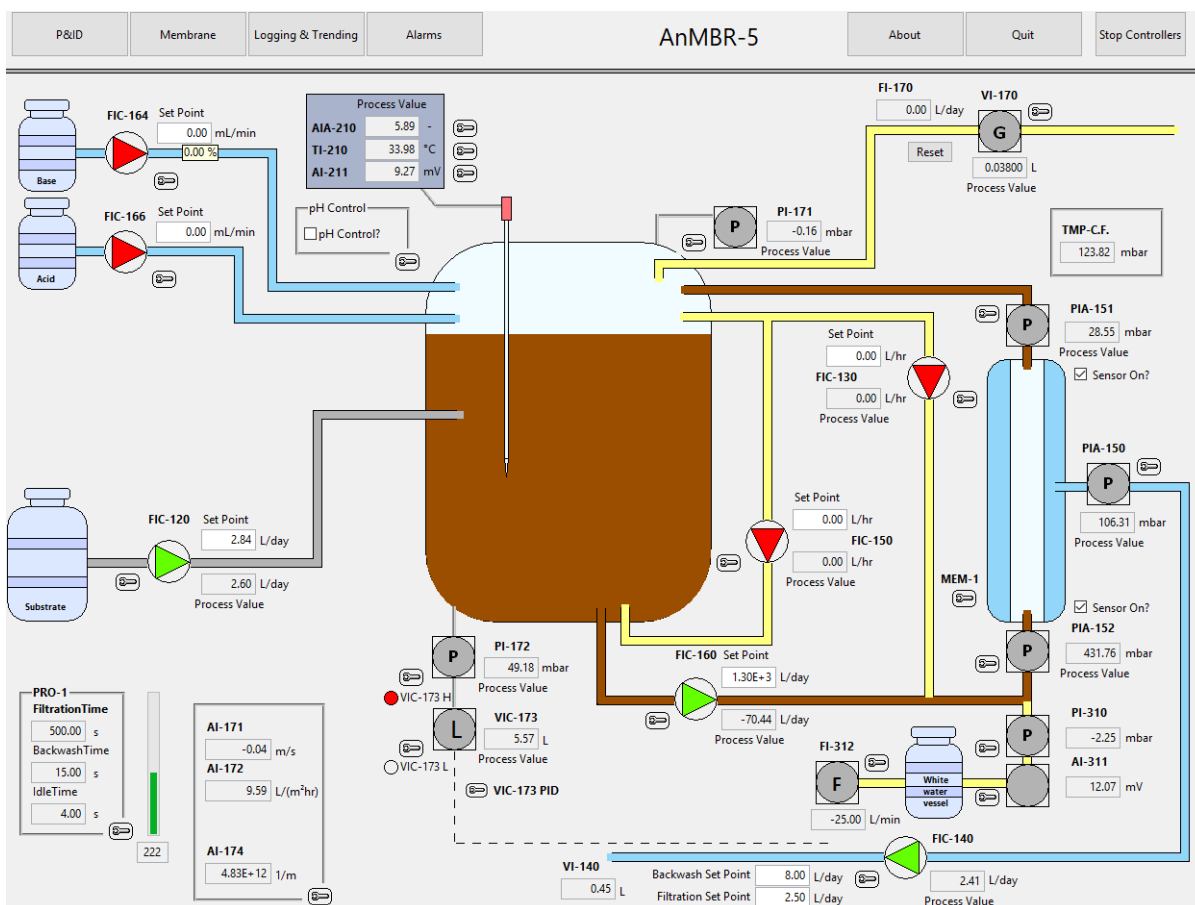 P&ID
Membrane
Logging & Trending
Alarms
AnMBR-5
About
Quit
Stop Controllers
FIC-164
Set Point
0.00 mL/min
0.00 %
Base
FIC-166
Set Point
0.00 mL/min
Acid
Process Value
AIA-210 5.89 -
TI-210 33.98 °C
AI-211 9.27 mV
pH Control
pH Control?
FI-170
0.00 L/day
VI-170
G
Reset
0.03800 L
Process Value
PI-171
P
-0.16 mbar
Process Value
TMP-C.F.
123.82 mbar
PIA-151
P
28.55 mbar
Process Value
Sensor On?
Set Point
0.00 L/hr
FIC-130
0.00 L/hr
Process Value
PIA-150
P
106.31 mbar
Process Value
Set Point
0.00 L/hr
FIC-150
0.00 L/hr
Process Value
MEM-1
Sensor On?
PIA-152
P
431.76 mbar
Process Value
FIC-120
Set Point
2.84 L/day
2.60 L/day
Process Value
Substrate
PI-172
P
49.18 mbar
Process Value
VIC-173 H
VIC-173
L
5.57 L
Process Value
VIC-173 L
VIC-173 PID
FIC-160 Set Point
1.30E+3 L/day
-70.44 L/day
Process Value
PI-310
P
-2.25 mbar
AI-311
12.07 mV
FI-312
F
-25.00 L/min
White
water
vessel
PRO-1
FiltrationTime
500.00 s
BackwashTime
15.00 s
IdleTime
4.00 s
222
AI-171
-0.04 m/s
AI-172
9.59 L/(m²hr)
AI-174
4.83E+12 1/m
VI-140
0.45 L
Backwash Set Point 8.00 L/day
Filtration Set Point 2.50 L/day
FIC-140
2.41 L/day
Process Value